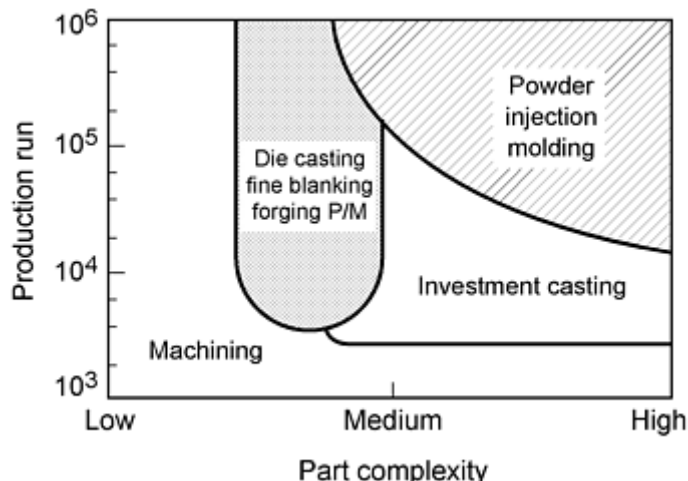 10⁶
10⁵
10⁴
10³
Production run
Powder
injection
molding
Die casting
fine blanking
forging P/M
Investment casting
Machining
Low
Medium
High
Part complexity